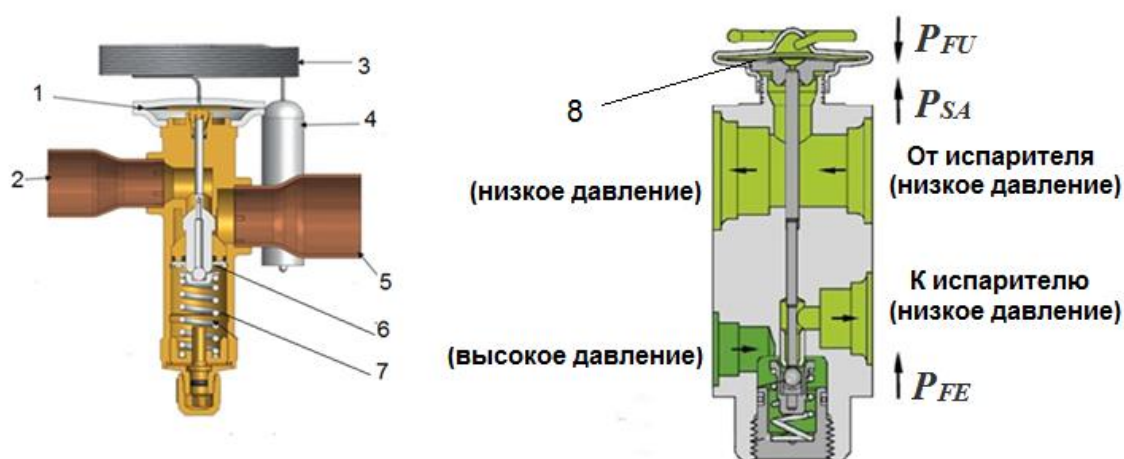 1
2
3
4
5
6
7
8
P_FU
P_SA
От испарителя
(низкое давление)
(низкое давление)
К испарителю
(низкое давление)
(высокое давление)
P_FE